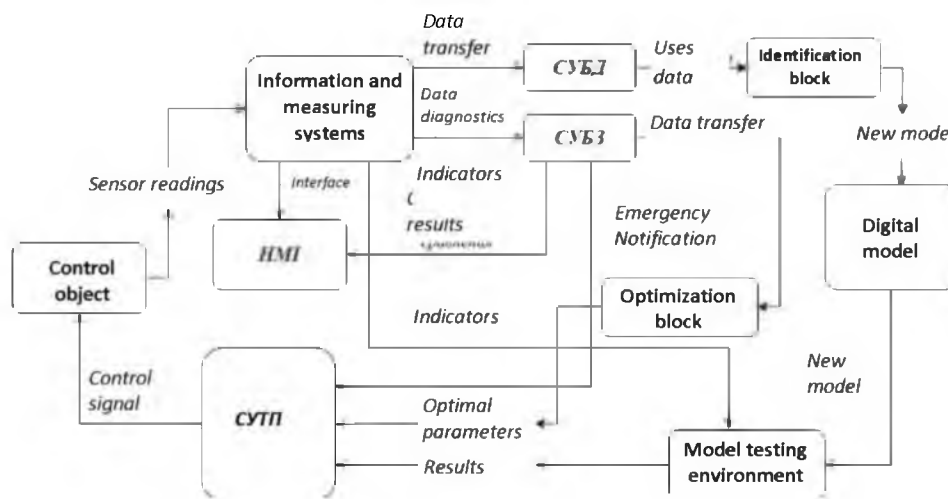 Data
transfer
СУБД
Uses
data
Identification
block
Information and
measuring
systems
Data
diagnostics
СУБЗ
Data transfer
New model
Sensor readings
Interface
Indicators
results
HMI
Emergency
Notification
Digital
model
Control
object
Optimization
block
Indicators
Control
signal
СУТП
Optimal
parameters
New
model
Results
Model testing
environment